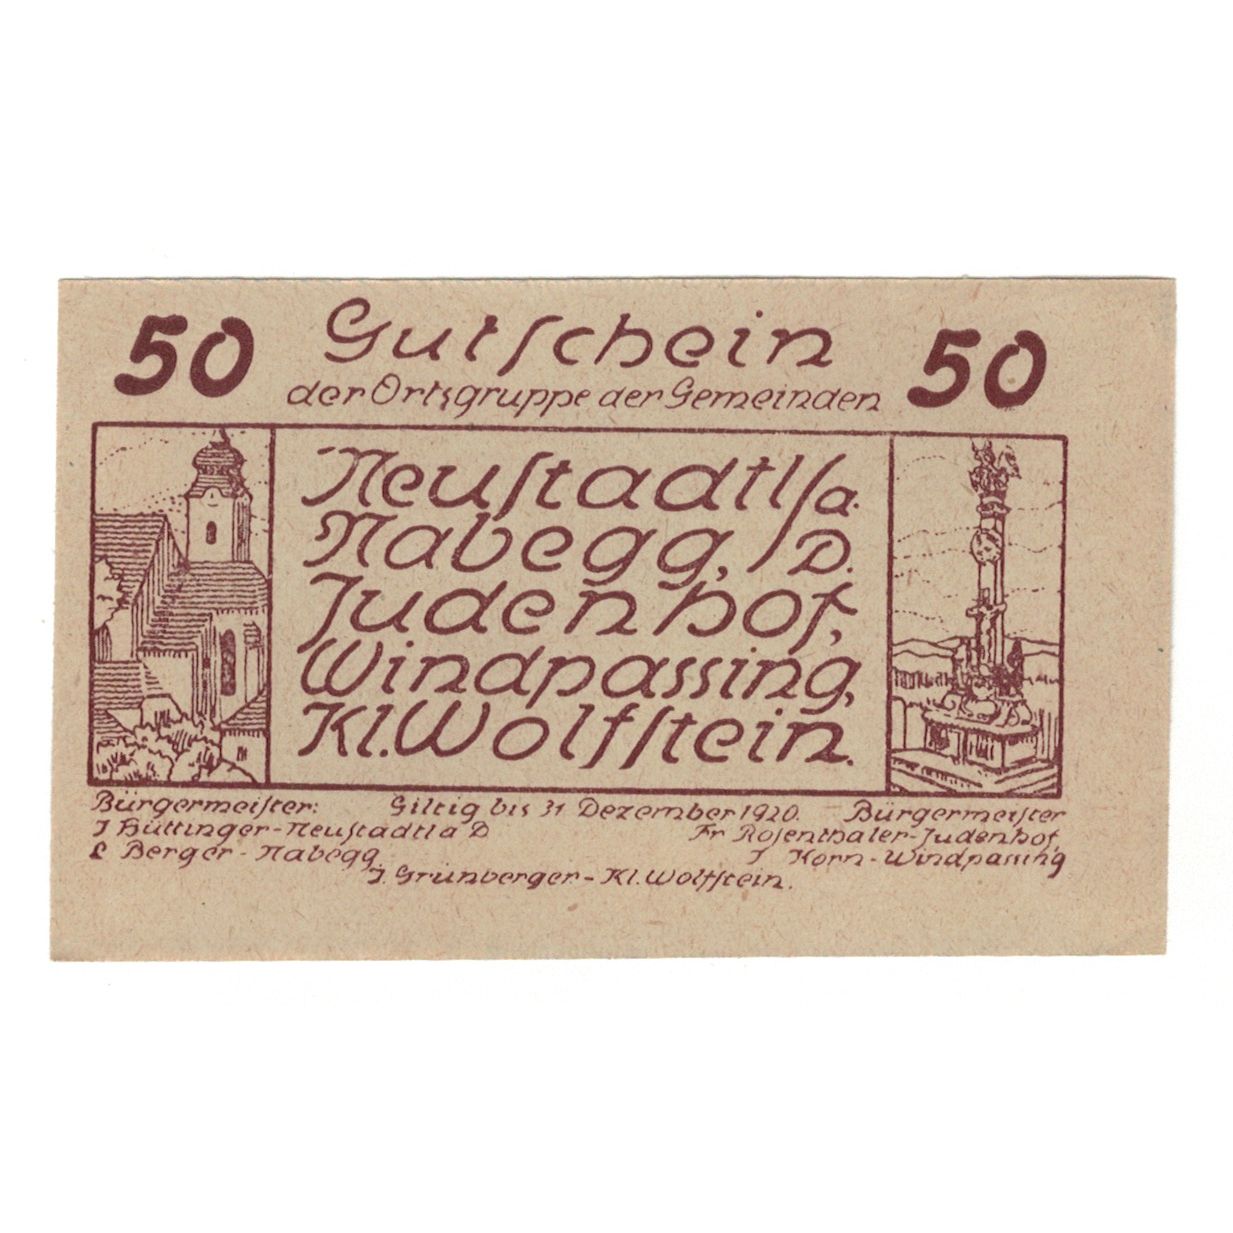 50 Gutſchein 50
der Ortsgruppe der Gemeinden
Neuſtadtl/a.
Nabegg, /D.
Judenhof,
Windpassing,
Kl. Wolfſtein.
Bürgermeiſter: Giltig bis 31 Dezember 1920. Bürgermeiſter
J Hüttinger-Neuſtadtl a D Fr Roſenthaler-Judenhof,
L Berger-Nabegg. J Korn-Windpassing
J. Grünberger-Kl. Wolfſtein.